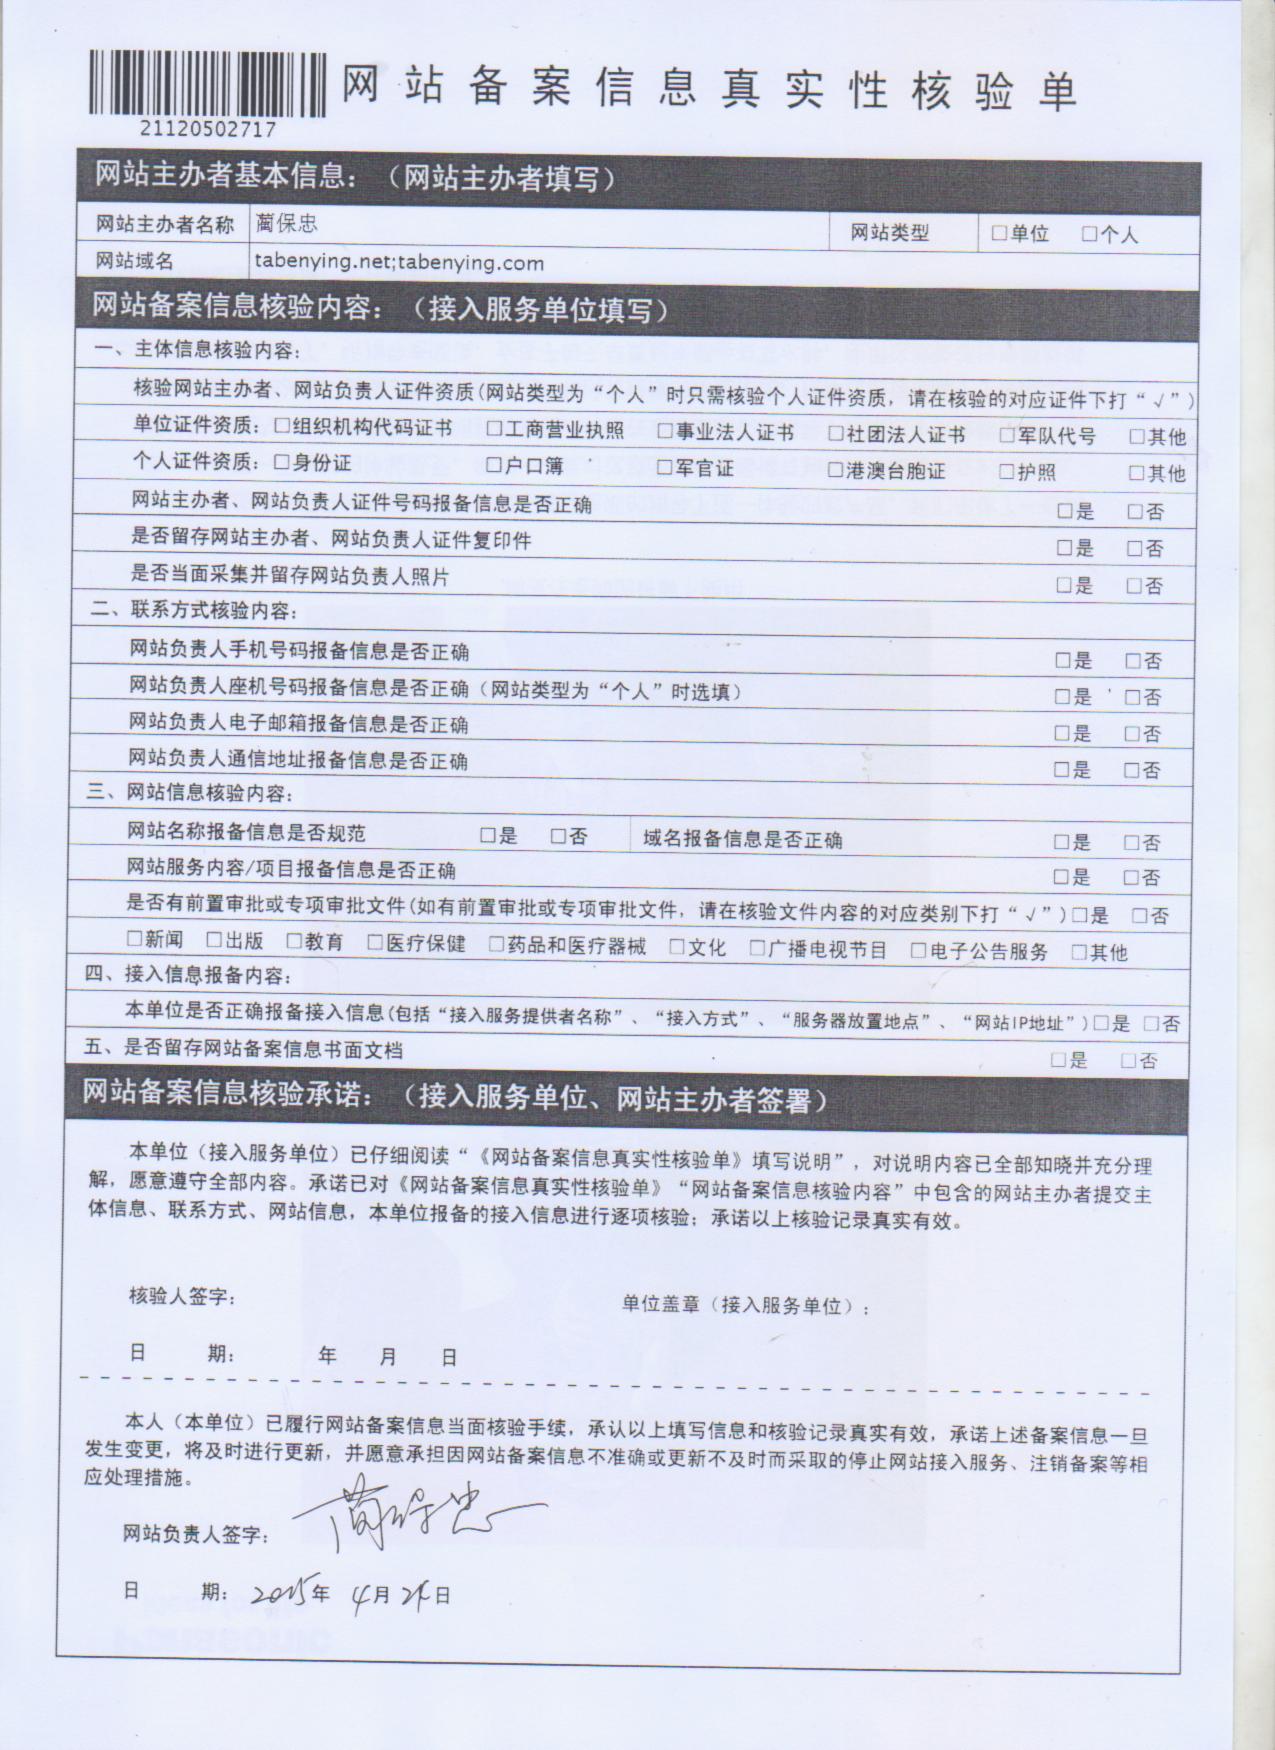 网站备案信息真实性核验单
21120502717
网站主办者基本信息：（网站主办者填写）
网站主办者名称 蔺保忠 网站类型 □单位 □个人
网站域名 tabenying.net;tabenying.com
网站备案信息核验内容：（接入服务单位填写）
一、主体信息核验内容：
核验网站主办者、网站负责人证件资质(网站类型为“个人”时只需核验个人证件资质，请在核验的对应证件下打“√”)
单位证件资质：□组织机构代码证书 □工商营业执照 □事业法人证书 □社团法人证书 □军队代号 □其他
个人证件资质：□身份证 □户口簿 □军官证 □港澳台胞证 □护照 □其他
网站主办者、网站负责人证件号码报备信息是否正确 □是 □否
是否留存网站主办者、网站负责人证件复印件 □是 □否
是否当面采集并留存网站负责人照片 □是 □否
二、联系方式核验内容：
网站负责人手机号码报备信息是否正确 □是 □否
网站负责人座机号码报备信息是否正确（网站类型为“个人”时选填） □是 □否
网站负责人电子邮箱报备信息是否正确 □是 □否
网站负责人通信地址报备信息是否正确 □是 □否
三、网站信息核验内容：
网站名称报备信息是否规范 □是 □否 域名报备信息是否正确 □是 □否
网站服务内容/项目报备信息是否正确 □是 □否
是否有前置审批或专项审批文件(如有前置审批或专项审批文件，请在核验文件内容的对应类别下打“√”)□是 □否
□新闻 □出版 □教育 □医疗保健 □药品和医疗器械 □文化 □广播电视节目 □电子公告服务 □其他
四、接入信息报备内容：
本单位是否正确报备接入信息(包括“接入服务提供者名称”、“接入方式”、“服务器放置地点”、“网站IP地址”)□是 □否
五、是否留存网站备案信息书面文档 □是 □否
网站备案信息核验承诺：（接入服务单位、网站主办者签署）
本单位（接入服务单位）已仔细阅读“《网站备案信息真实性核验单》填写说明”，对说明内容已全部知晓并充分理
解，愿意遵守全部内容。承诺已对《网站备案信息真实性核验单》“网站备案信息核验内容”中包含的网站主办者提交主
体信息、联系方式、网站信息，本单位报备的接入信息进行逐项核验；承诺以上核验记录真实有效。
核验人签字： 单位盖章（接入服务单位）：
日 期： 年 月 日
本人（本单位）已履行网站备案信息当面核验手续，承认以上填写信息和核验记录真实有效，承诺上述备案信息一旦
发生变更，将及时进行更新，并愿意承担因网站备案信息不准确或更新不及时而采取的停止网站接入服务、注销备案等相
应处理措施。
网站负责人签字： 蔺保忠
日 期： 2015年 4月 日